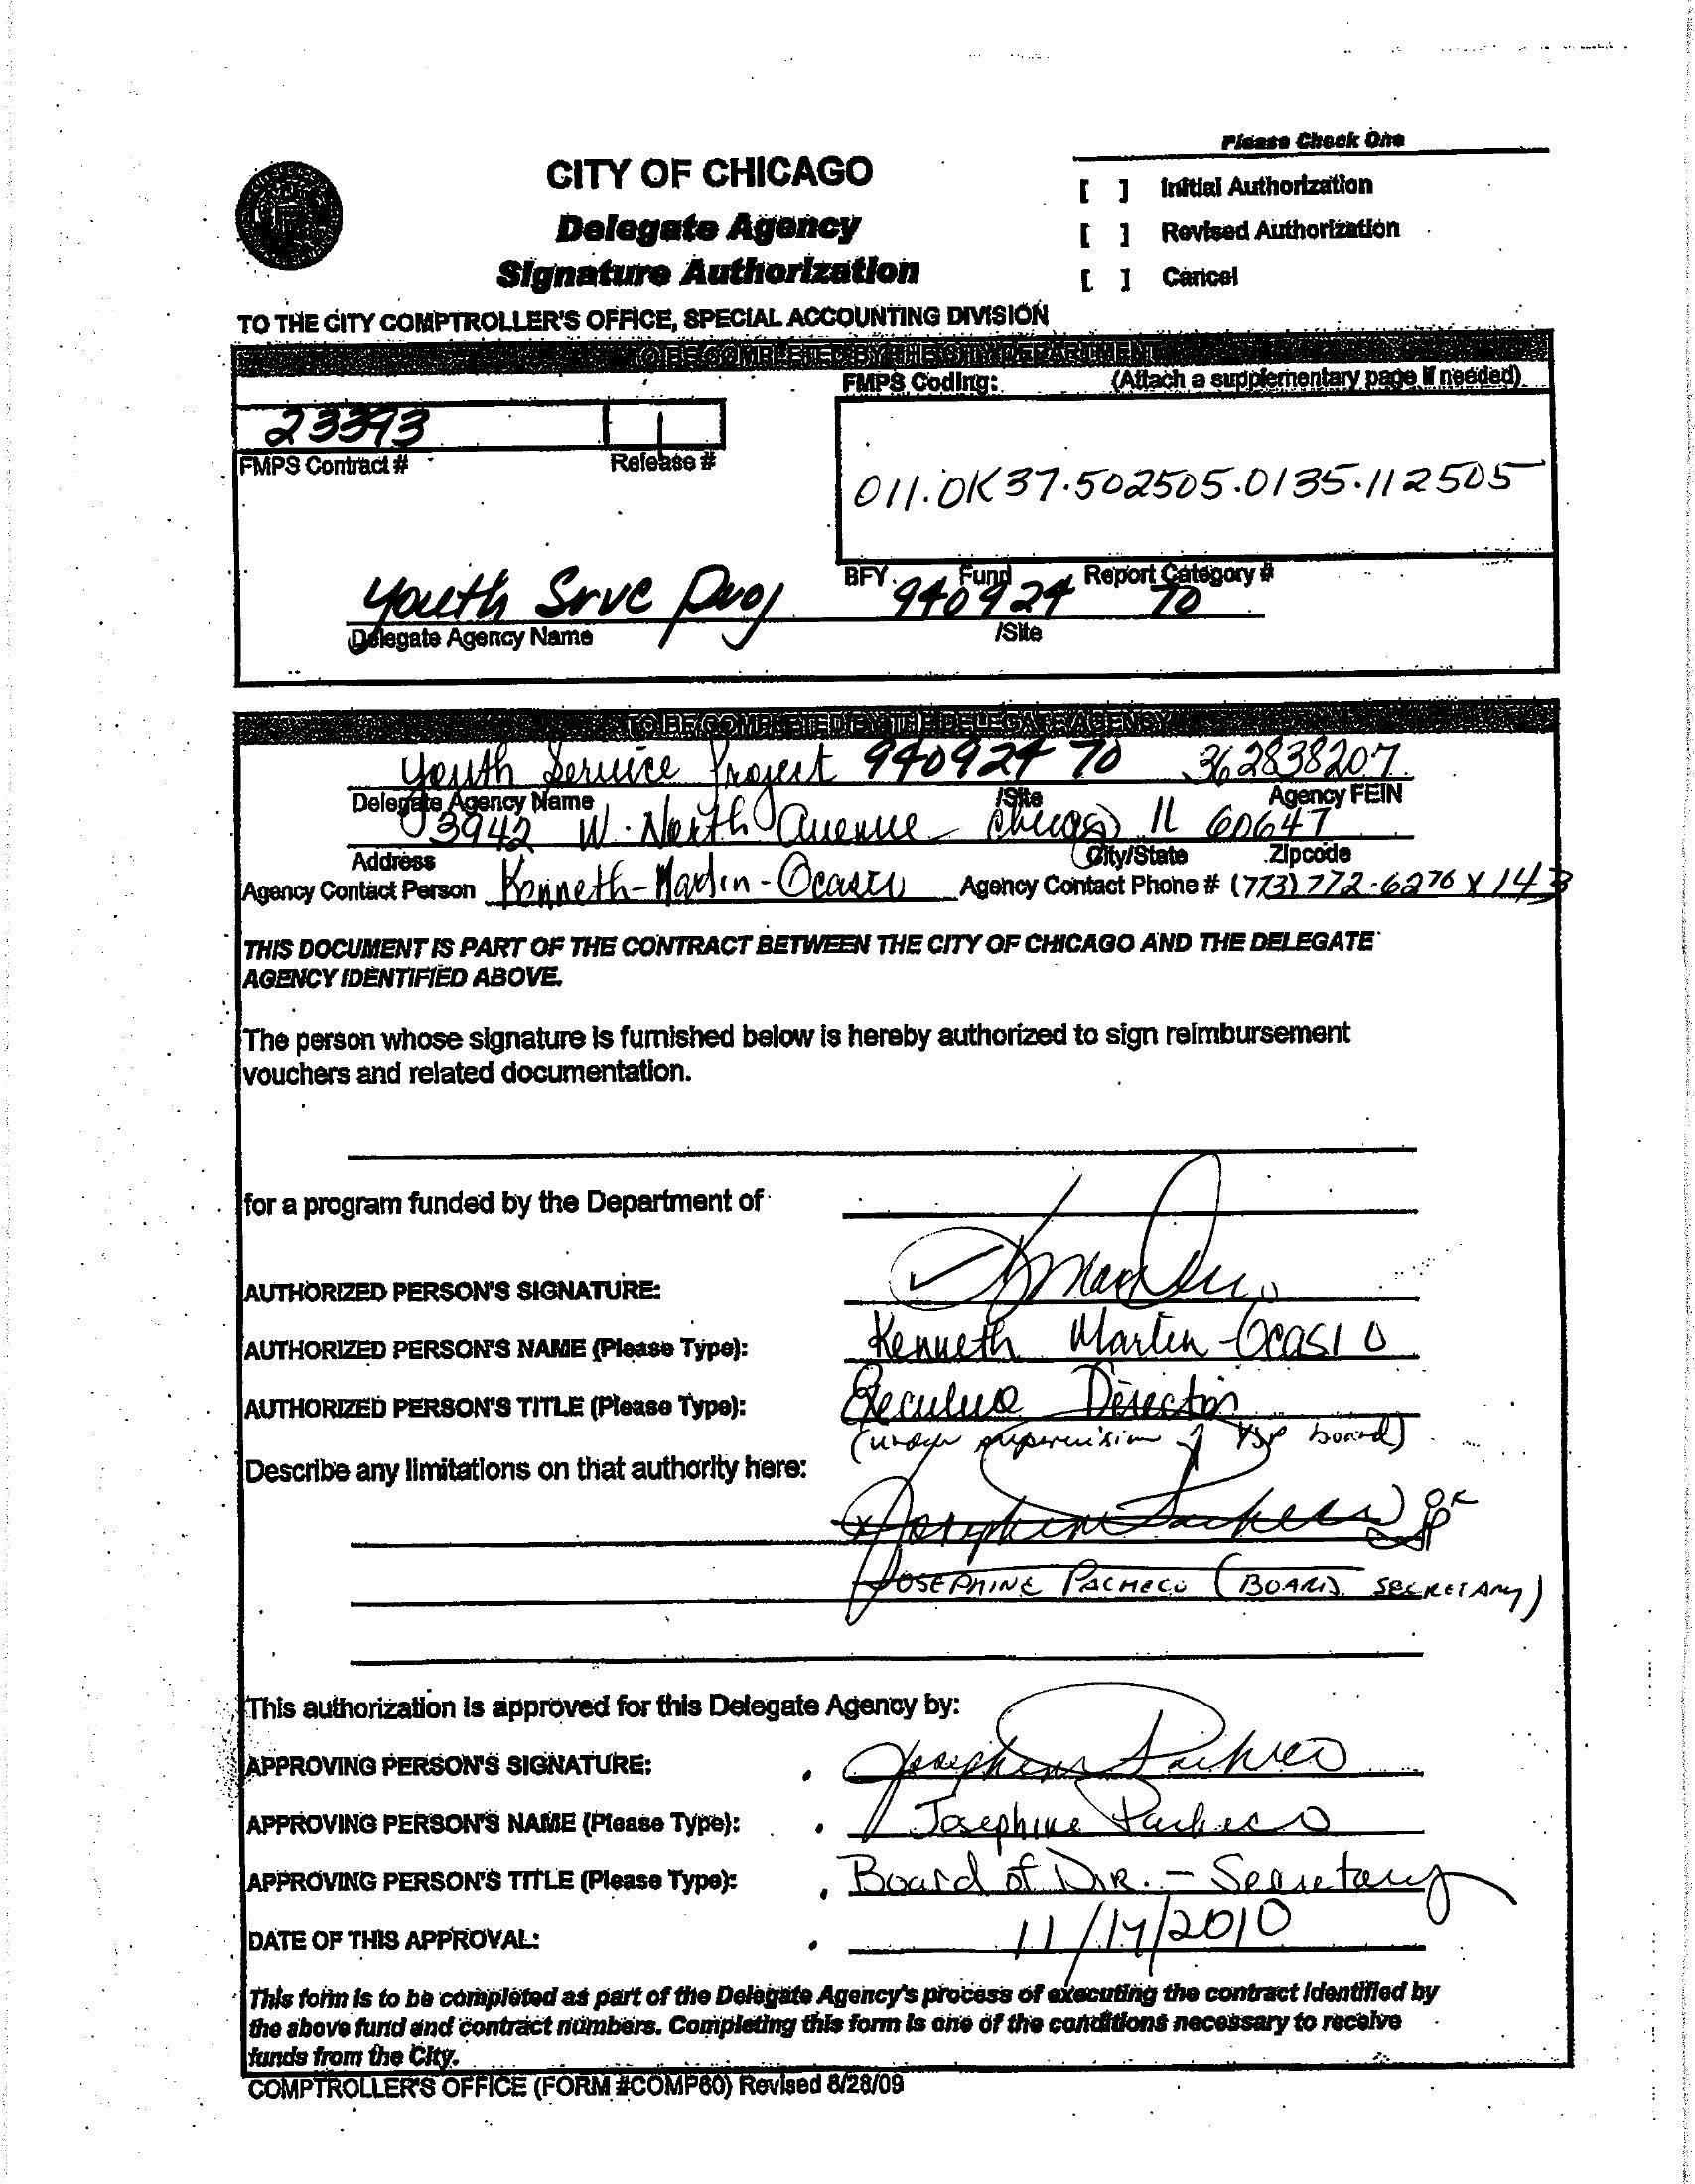 Please Check One
CITY OF CHICAGO
[ ] Initial Authorization
Delegate Agency
[ ] Revised Authorization
Signature Authorization
[ ] Cancel
TO THE CITY COMPTROLLER'S OFFICE, SPECIAL ACCOUNTING DIVISION
TO BE COMPLETED BY THE CITY DEPARTMENT
FMPS Coding: (Attach a supplementary page if needed)
23393
FMPS Contract # Release #
011.0K37.502505.0135.112505
BFY Fund Report Category #
Youth Srvc Proj 940924 70
Delegate Agency Name /Site
TO BE COMPLETED BY THE DELEGATE AGENCY
Youth Service Project 940924 70 362838207
Delegate Agency Name /Site Agency FEIN
3942 W. North Avenue Chicago IL 60647
Address City/State Zipcode
Agency Contact Person Kenneth-Martin-Ocasio Agency Contact Phone # (773) 772-6276 X 143
THIS DOCUMENT IS PART OF THE CONTRACT BETWEEN THE CITY OF CHICAGO AND THE DELEGATE
AGENCY IDENTIFIED ABOVE.
The person whose signature is furnished below is hereby authorized to sign reimbursement
vouchers and related documentation.
for a program funded by the Department of
AUTHORIZED PERSON'S SIGNATURE:
AUTHORIZED PERSON'S NAME (Please Type): Kenneth Martin-Ocasio
AUTHORIZED PERSON'S TITLE (Please Type): Executive Director
(under supervision of YSP board)
Describe any limitations on that authority here:
Josephine Pacheco JP
JOSEPHINE PACHECO (BOARD SECRETARY)
This authorization is approved for this Delegate Agency by:
APPROVING PERSON'S SIGNATURE: Josephine Pacheco
APPROVING PERSON'S NAME (Please Type): Josephine Pacheco
APPROVING PERSON'S TITLE (Please Type): Board of DIR. - Secretary
DATE OF THIS APPROVAL: 11/17/2010
This form is to be completed as part of the Delegate Agency's process of executing the contract identified by
the above fund and contract numbers. Completing this form is one of the conditions necessary to receive
funds from the City.
COMPTROLLER'S OFFICE (FORM #COMP60) Revised 8/28/09